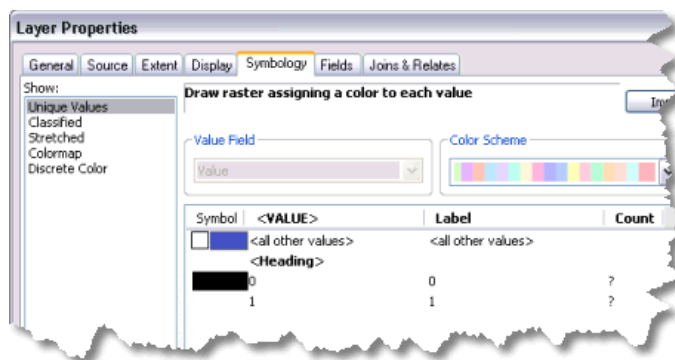 Layer Properties
General Source Extent Display Symbology Fields Joins & Relates
Show:
Unique Values
Classified
Stretched
Colormap
Discrete Color
Draw raster assigning a color to each value
Value Field
Value
Color Scheme
Symbol <VALUE> Label Count
<all other values> <all other values>
<Heading>
0 0 ?
1 1 ?